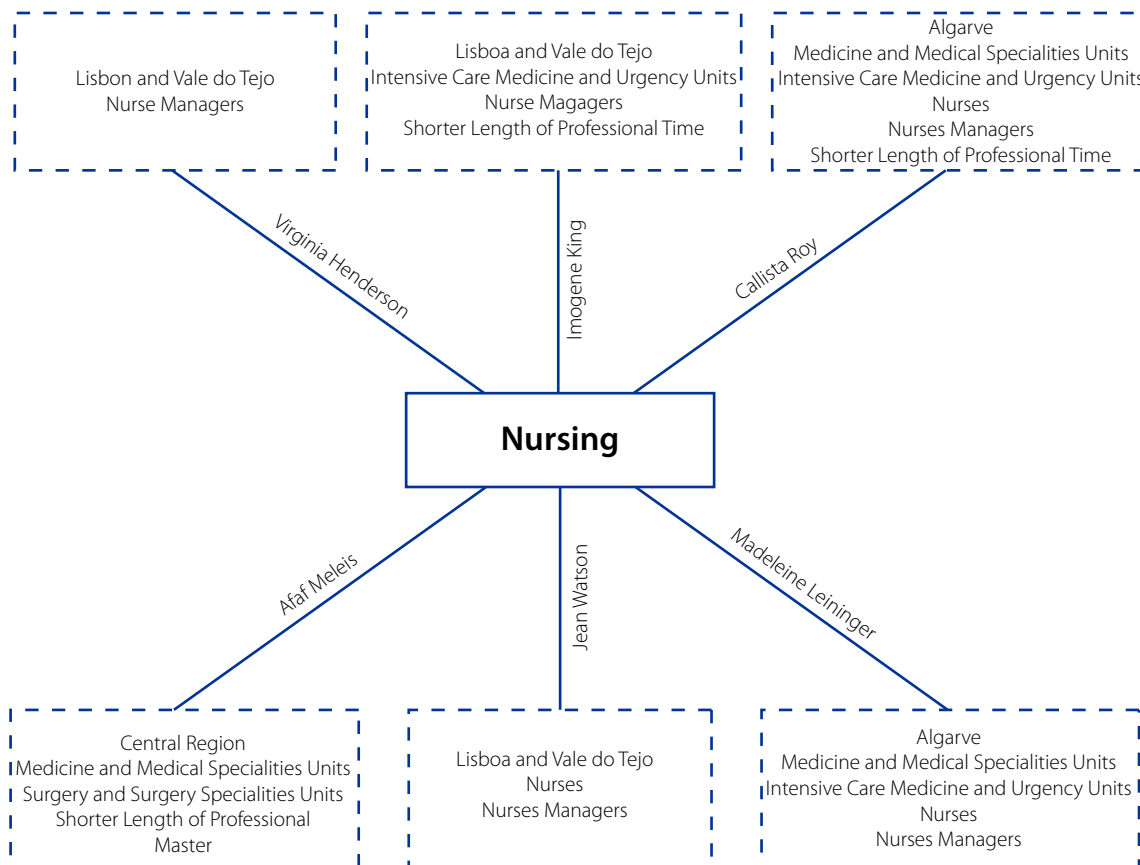 Lisbon and Vale do Tejo
Nurse Managers
Lisboa and Vale do Tejo
Intensive Care Medicine and Urgency Units
Nurse Magagers
Shorter Length of Professional Time
Algarve
Medicine and Medical Specialities Units
Intensive Care Medicine and Urgency Units
Nurses
Nurses Managers
Shorter Length of Professional Time
Virginia Henderson
Imogene King
Callista Roy
Nursing
Afaf Meleis
Jean Watson
Madeleine Leininger
Central Region
Medicine and Medical Specialities Units
Surgery and Surgery Specialities Units
Shorter Length of Professional
Master
Lisboa and Vale do Tejo
Nurses
Nurses Managers
Algarve
Medicine and Medical Specialities Units
Intensive Care Medicine and Urgency Units
Nurses
Nurses Managers